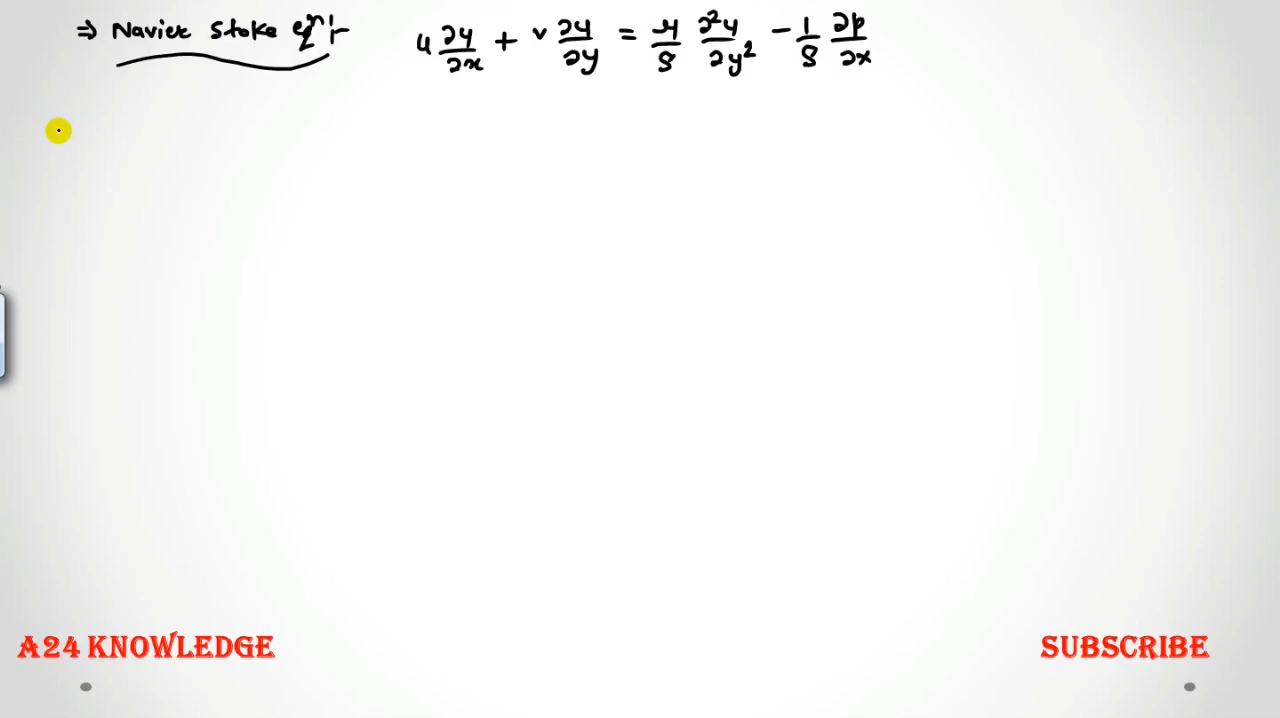 ⇒ Navier Stoke eqn:- u ∂u/∂x + v ∂u/∂y = μ/ρ ∂²u/∂y² - 1/ρ ∂p/∂x
A24 KNOWLEDGE
SUBSCRIBE